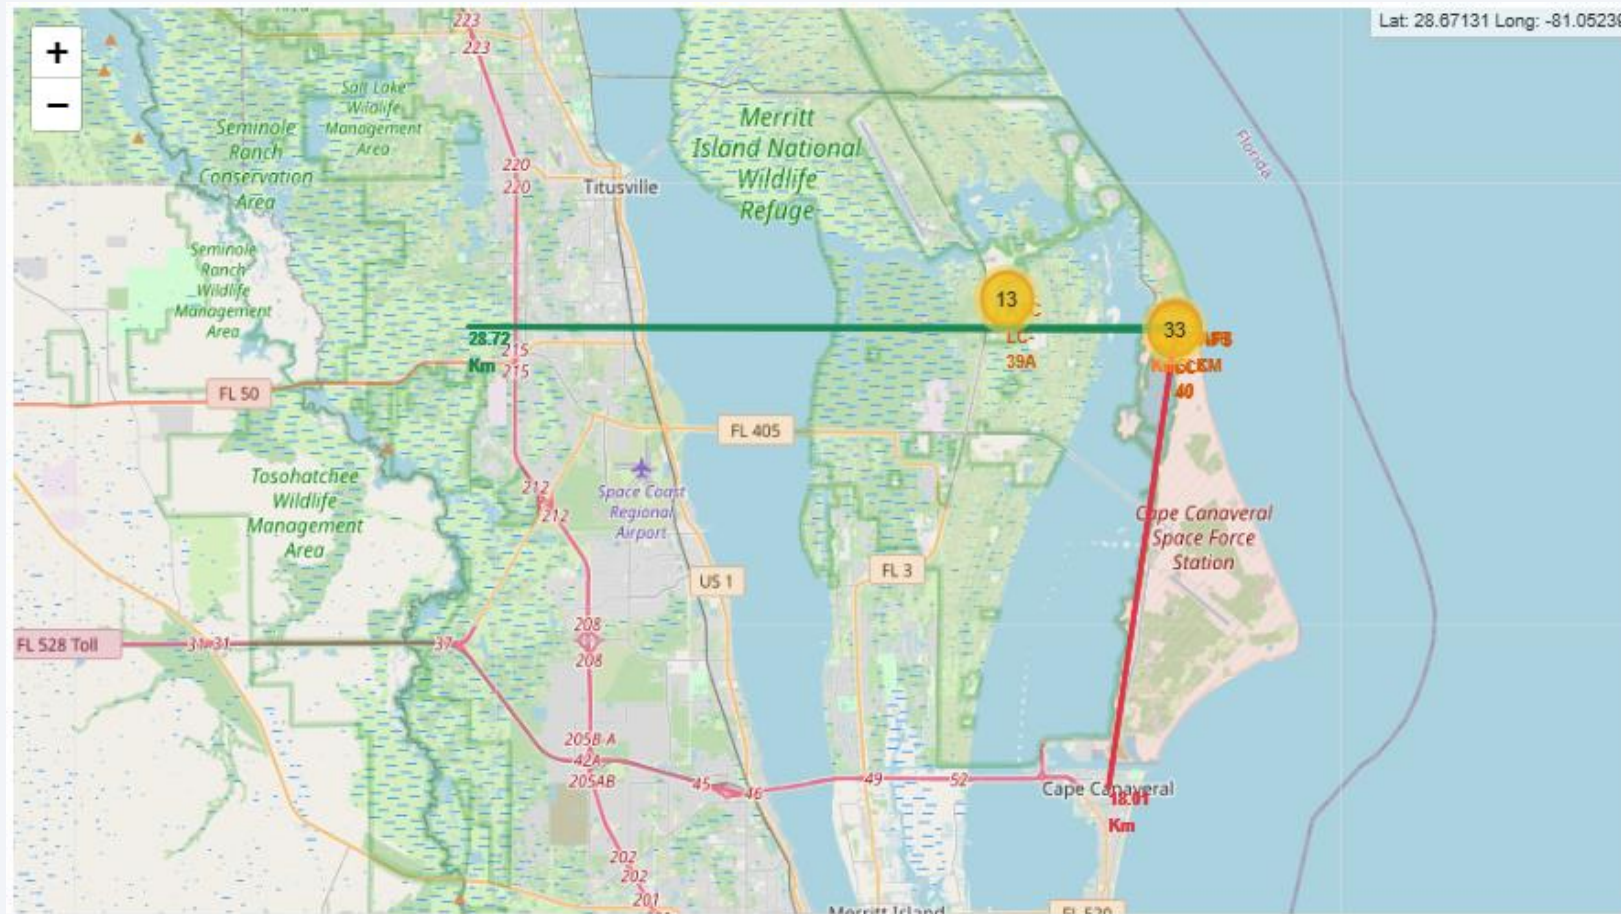 +
−
Lat: 28.67131 Long: -81.05239
223
223
Salt Lake
Wildlife
Management
Area
Seminole
Ranch
Conservation
Area
Merritt
Island National
Wildlife
Refuge
Florida
220
220
Titusville
Seminole
Ranch
Wildlife
Management
Area
13
33
28.72
Km
215
215
LC-
39A
40
FL 50
FL 405
Tosohatchee
Wildlife
Management
Area
212
212
Space Coast
Regional
Airport
Cape Canaveral
Space Force
Station
US 1
FL 3
FL 528 Toll
31
31
37
208
208
205B-A
42A
205AB
45
46
49
52
Cape Canaveral
18.01
Km
202
202
201
Merritt Island
FL 520